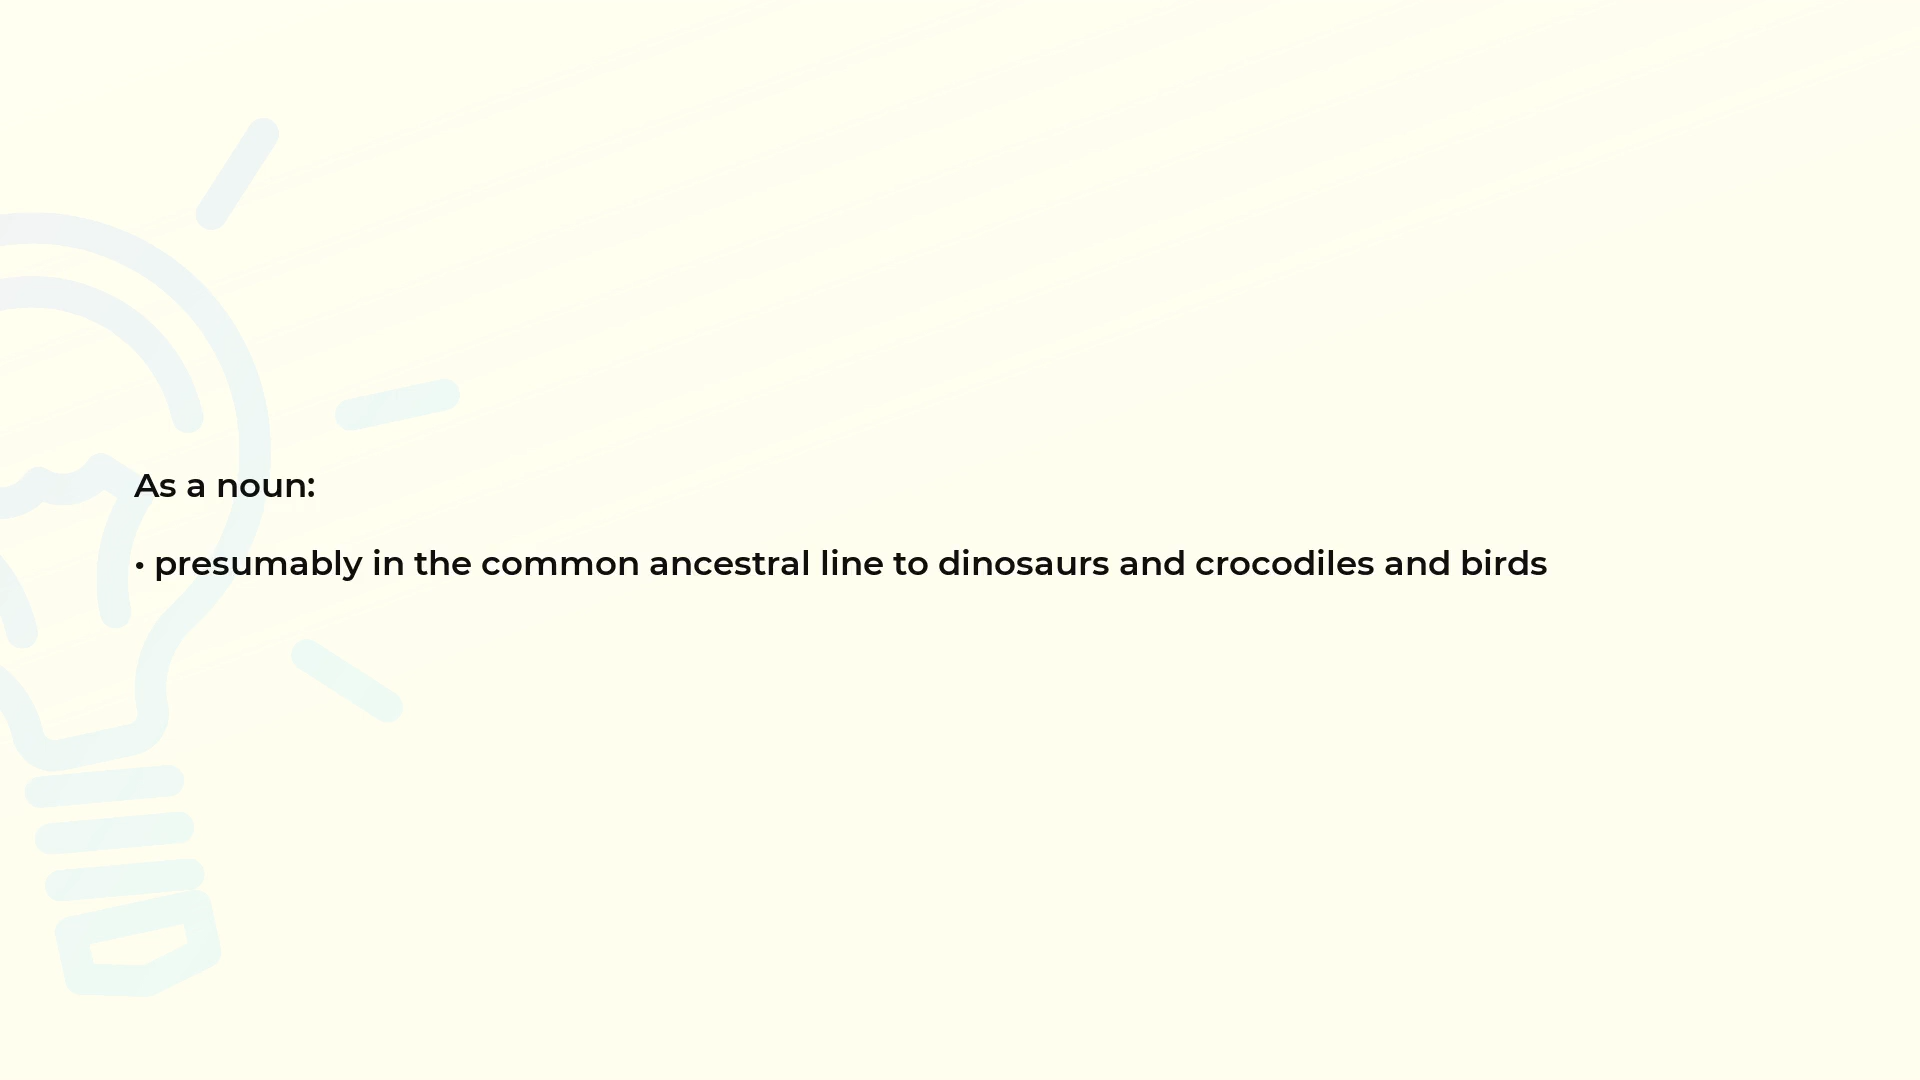 As a noun:
• presumably in the common ancestral line to dinosaurs and crocodiles and birds